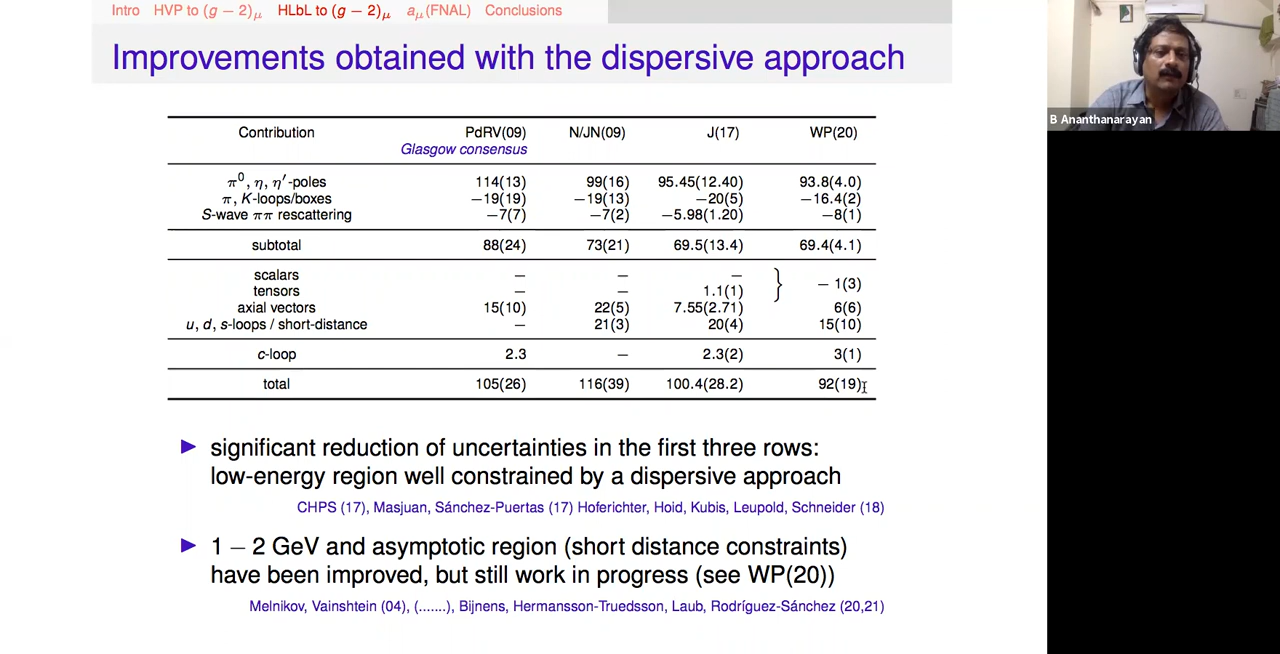 Intro HVP to (g − 2)μ HLbL to (g − 2)μ aμ(FNAL) Conclusions
Improvements obtained with the dispersive approach
Contribution PdRV(09) N/JN(09) J(17) WP(20)
Glasgow consensus
π⁰, η, η′-poles 114(13) 99(16) 95.45(12.40) 93.8(4.0)
π, K-loops/boxes −19(19) −19(13) −20(5) −16.4(2)
S-wave ππ rescattering −7(7) −7(2) −5.98(1.20) −8(1)
subtotal 88(24) 73(21) 69.5(13.4) 69.4(4.1)
scalars − − −
tensors − − 1.1(1) } − 1(3)
axial vectors 15(10) 22(5) 7.55(2.71) 6(6)
u, d, s-loops / short-distance − 21(3) 20(4) 15(10)
c-loop 2.3 − 2.3(2) 3(1)
total 105(26) 116(39) 100.4(28.2) 92(19)
significant reduction of uncertainties in the first three rows:
low-energy region well constrained by a dispersive approach
CHPS (17), Masjuan, Sánchez-Puertas (17) Hoferichter, Hoid, Kubis, Leupold, Schneider (18)
1 − 2 GeV and asymptotic region (short distance constraints)
have been improved, but still work in progress (see WP(20))
Melnikov, Vainshtein (04), (.......), Bijnens, Hermansson-Truedsson, Laub, Rodríguez-Sánchez (20,21)
B Ananthanarayan